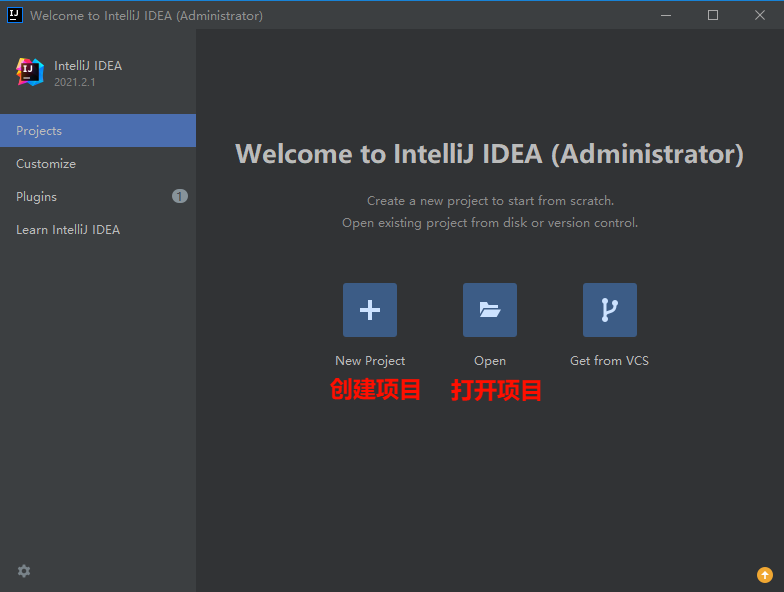 IJ
Welcome to IntelliJ IDEA (Administrator)
IJ
IntelliJ IDEA
2021.2.1
Projects
Customize
Plugins
1
Learn IntelliJ IDEA
Welcome to IntelliJ IDEA (Administrator)
Create a new project to start from scratch.
Open existing project from disk or version control.
New Project
Open
Get from VCS
创建项目
打开项目